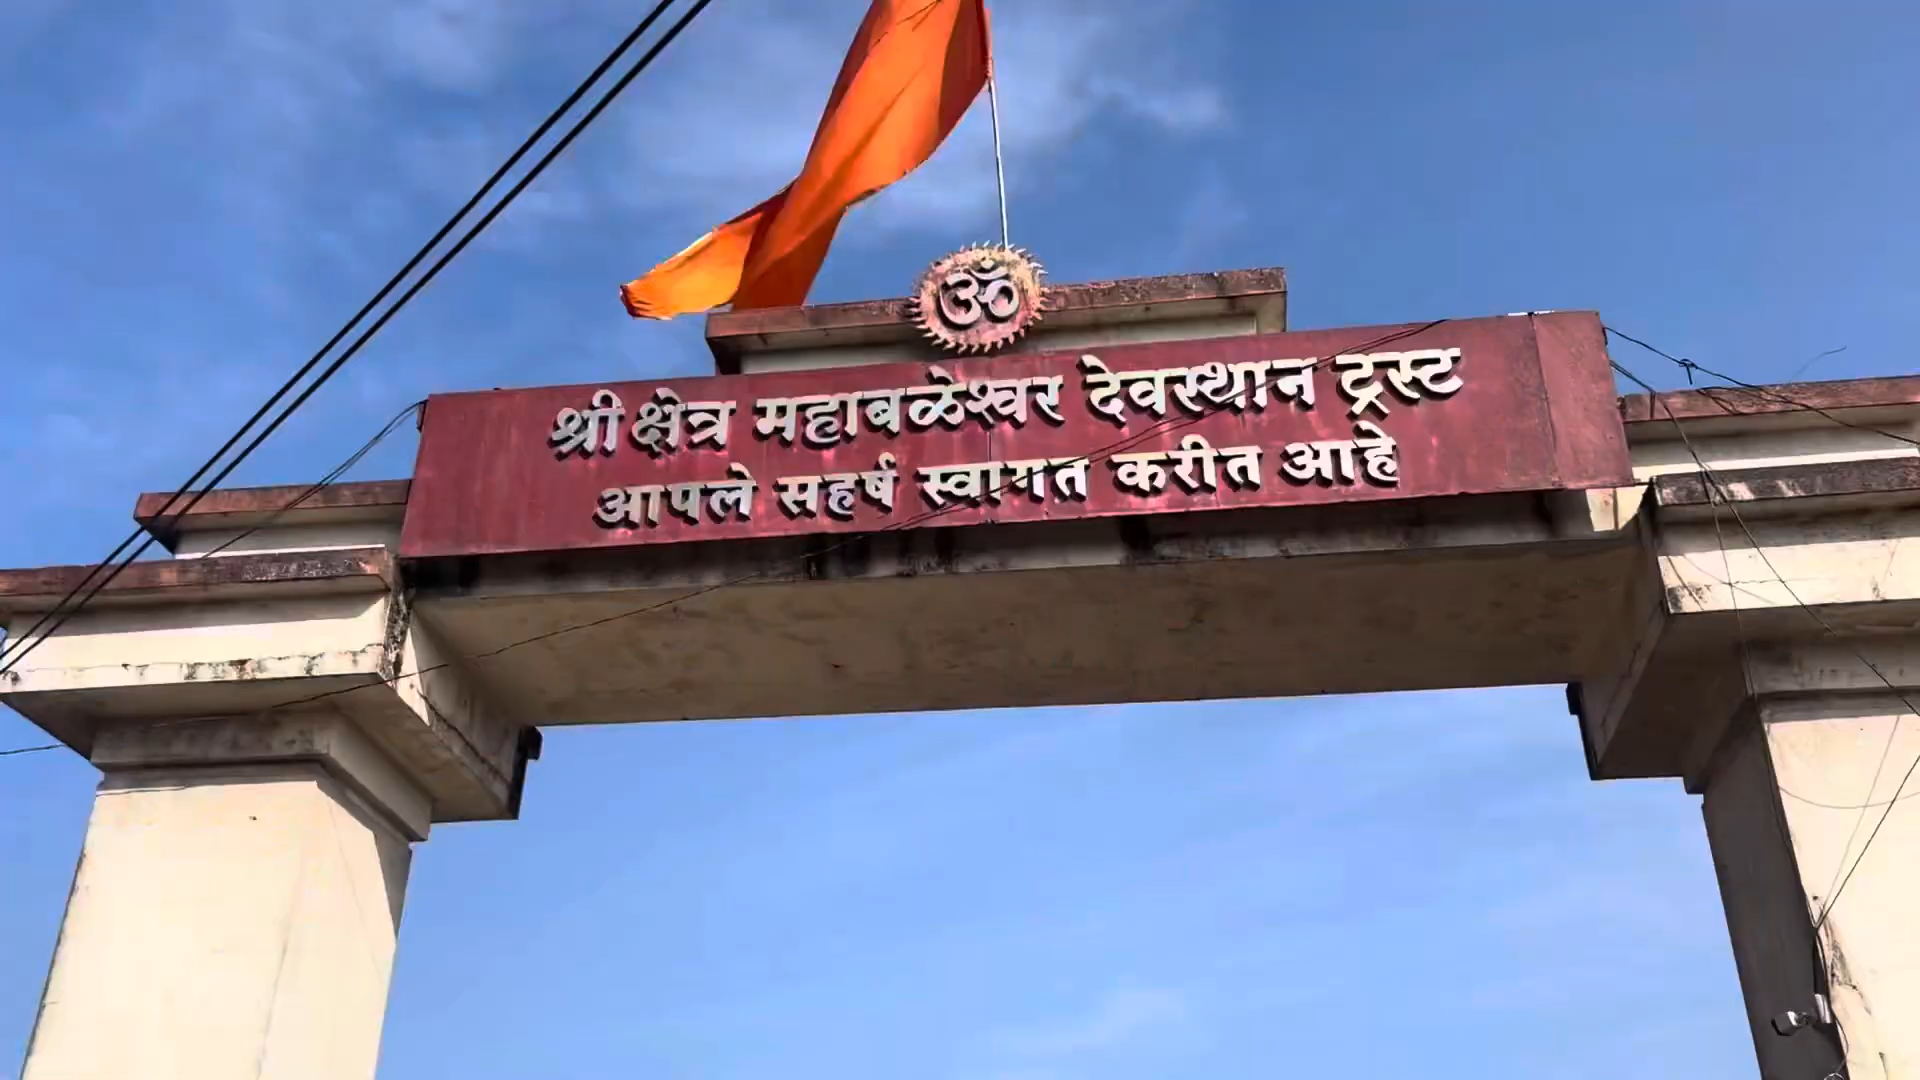 ॐ
श्री क्षेत्र महाबळेश्वर देवस्थान ट्रस्ट
आपले सहर्ष स्वागत करीत आहे